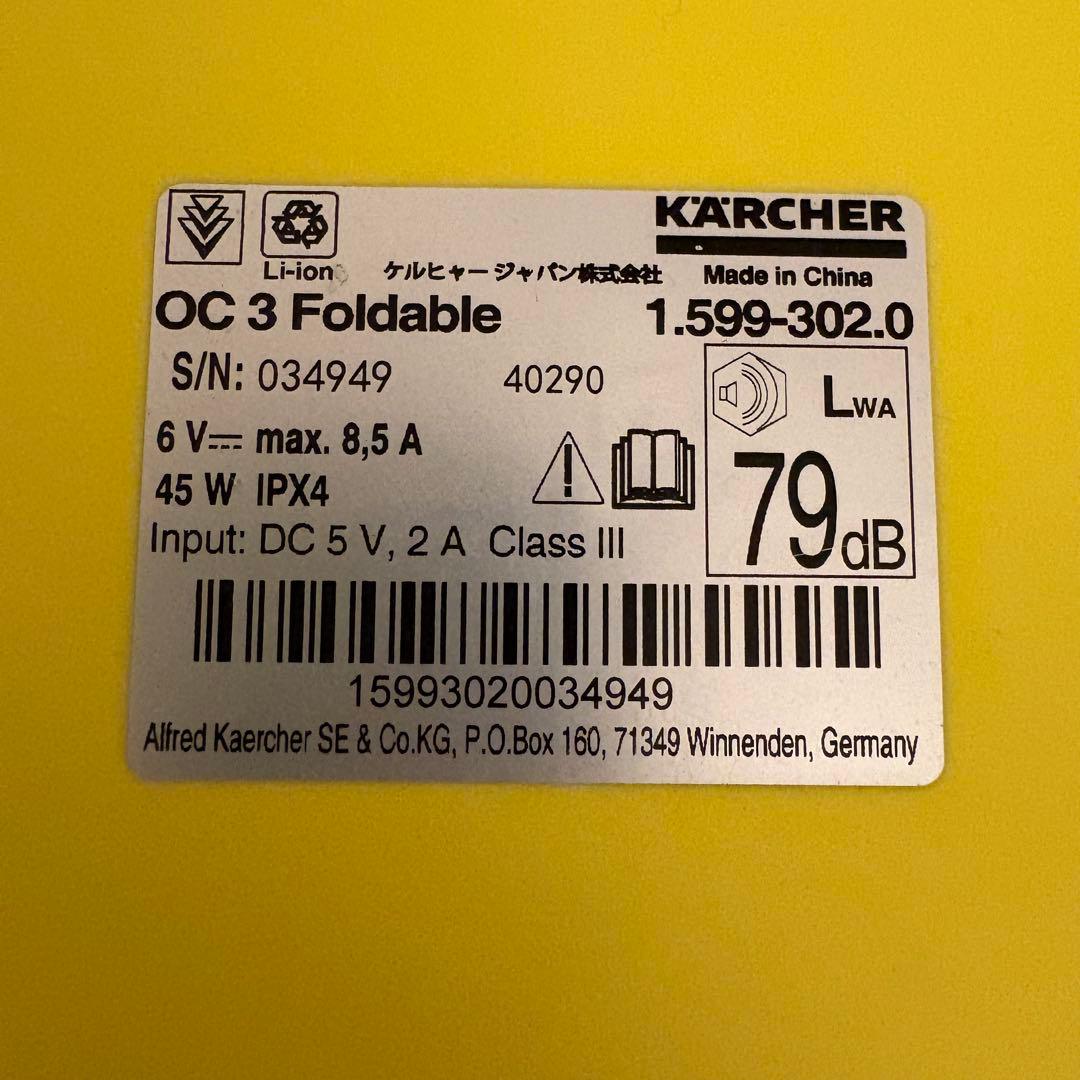 KÄRCHER
Li-ion ケルヒャー ジャパン株式会社 Made in China
OC 3 Foldable 1.599-302.0
S/N: 034949 40290
LWA
6 V⎓ max. 8,5 A
45 W IPX4
79dB
Input: DC 5 V, 2 A Class III
15993020034949
Alfred Kaercher SE & Co.KG, P.O.Box 160, 71349 Winnenden, Germany